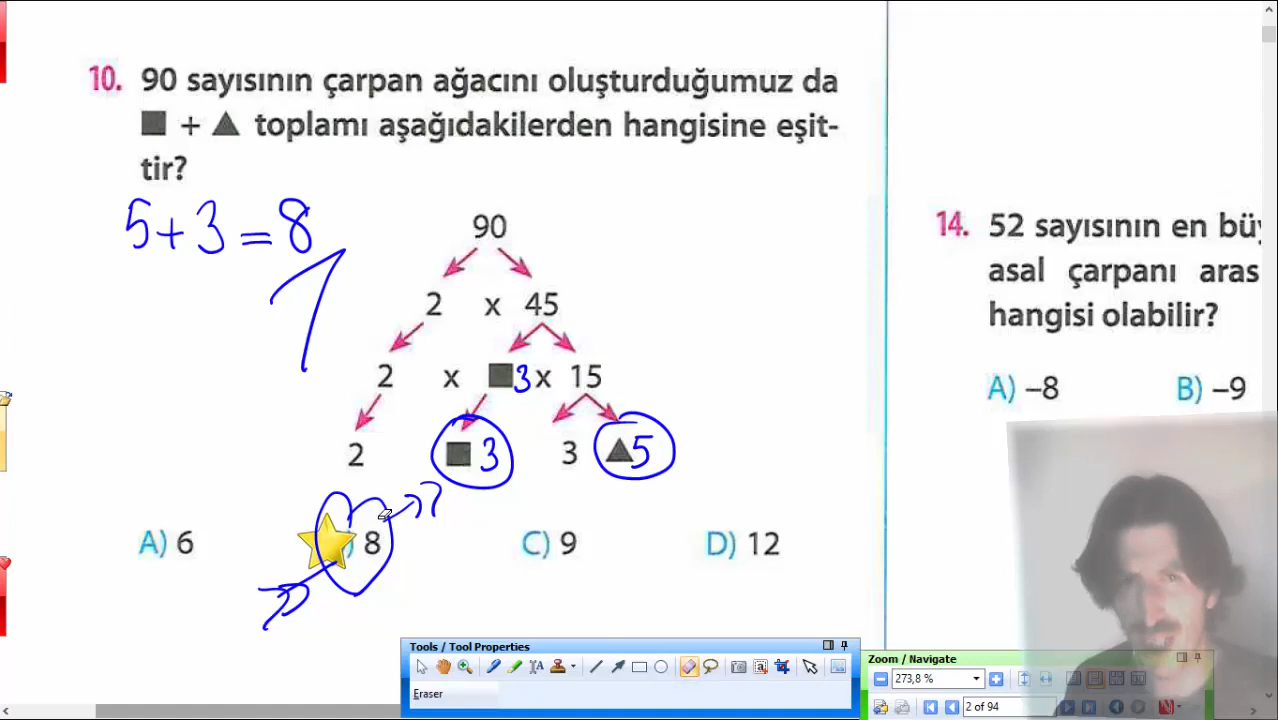 10. 90 sayısının çarpan ağacını oluşturduğumuz da
■ + ▲ toplamı aşağıdakilerden hangisine eşit-
tir?
5+3=8
90
2 x 45
2 x ■ 3 x 15
2 ■ 3 3 ▲ 5
A) 6 ) 8 C) 9 D) 12
14. 52 sayısının en bü
asal çarpanı aras
hangisi olabilir?
A) –8 B) –9
Tools / Tool Properties
Eraser
Zoom / Navigate
273,8 %
2 of 94